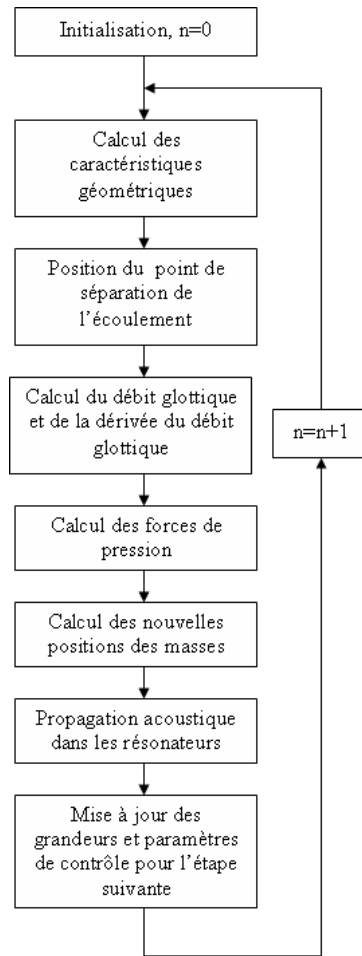 Initialisation, n=0
Calcul des
caractéristiques
géométriques
Position du point de
séparation de
l'écoulement
Calcul du débit glottique
et de la dérivée du débit
glottique
n=n+1
Calcul des forces de
pression
Calcul des nouvelles
positions des masses
Propagation acoustique
dans les résonateurs
Mise à jour des
grandeurs et paramètres
de contrôle pour l'étape
suivante